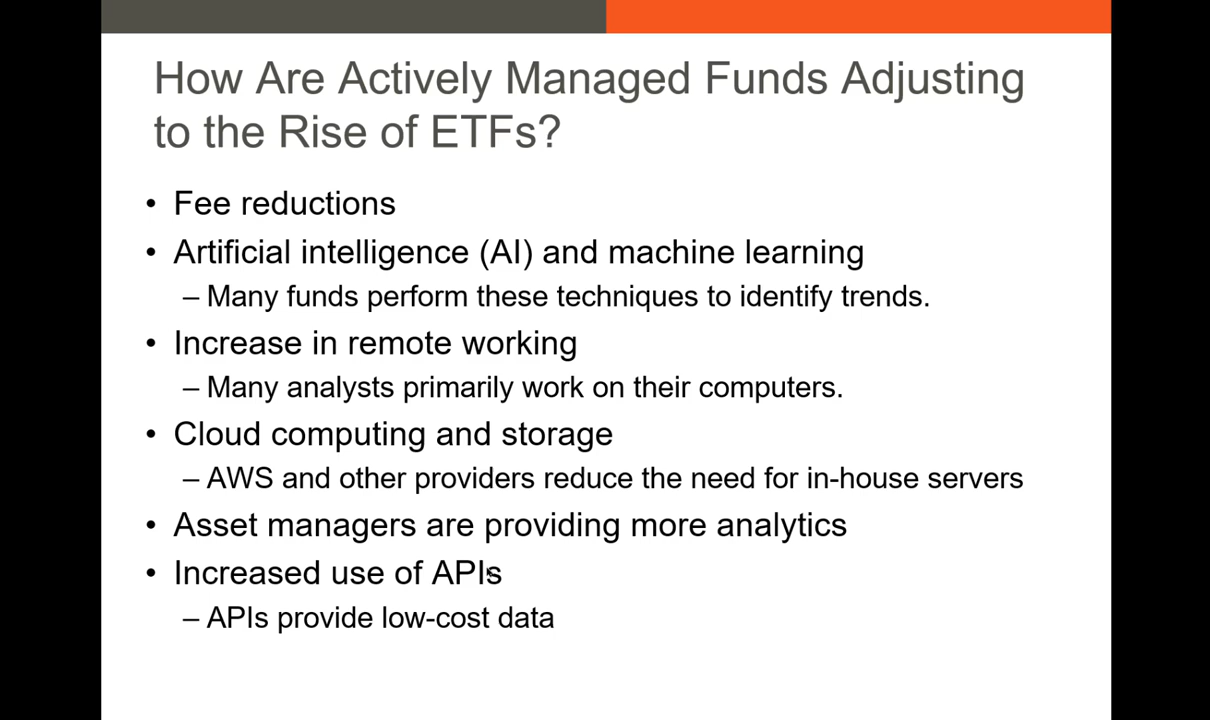 How Are Actively Managed Funds Adjusting
to the Rise of ETFs?
• Fee reductions
• Artificial intelligence (AI) and machine learning
– Many funds perform these techniques to identify trends.
• Increase in remote working
– Many analysts primarily work on their computers.
• Cloud computing and storage
– AWS and other providers reduce the need for in-house servers
• Asset managers are providing more analytics
• Increased use of APIs
– APIs provide low-cost data